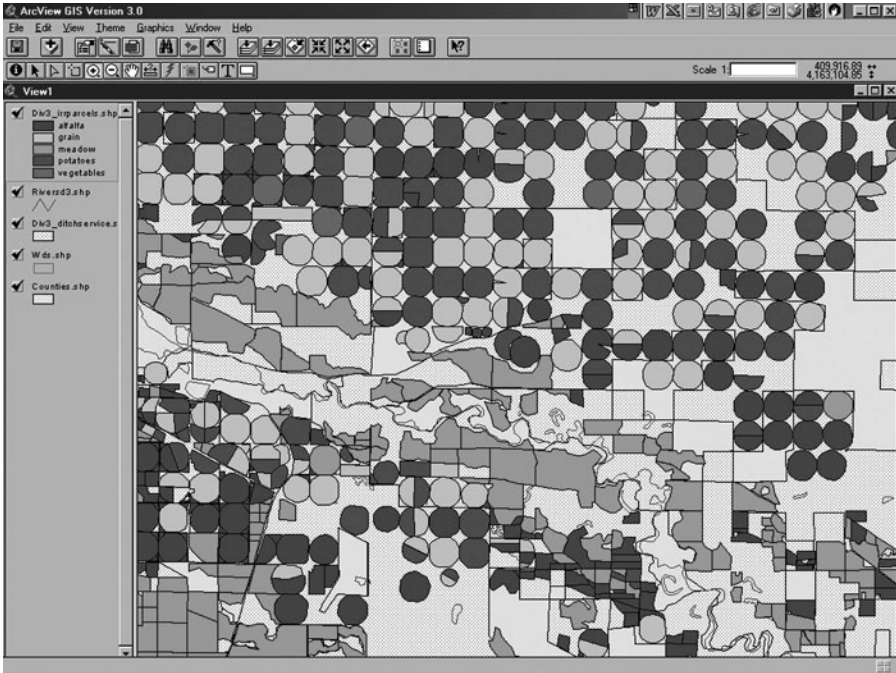 ArcView GIS Version 3.0
File Edit View Theme Graphics Window Help
Scale 1:
409,916.89
4,163,104.85
View1
Div3_irrparcels.shp
alfalfa
grain
meadow
potatoes
vegetables
Riversd3.shp
Div3_ditchservice.s
Wds.shp
Counties.shp